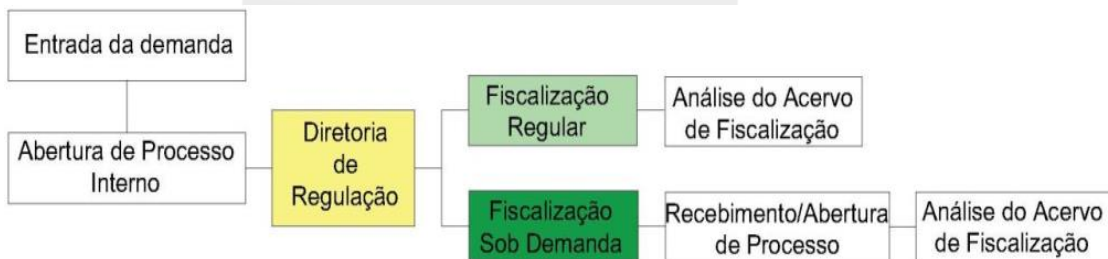 Entrada da demanda
Abertura de Processo
Interno
Diretoria
de
Regulação
Fiscalização
Regular
Análise do Acervo
de Fiscalização
Fiscalização
Sob Demanda
Recebimento/Abertura
de Processo
Análise do Acervo
de Fiscalização